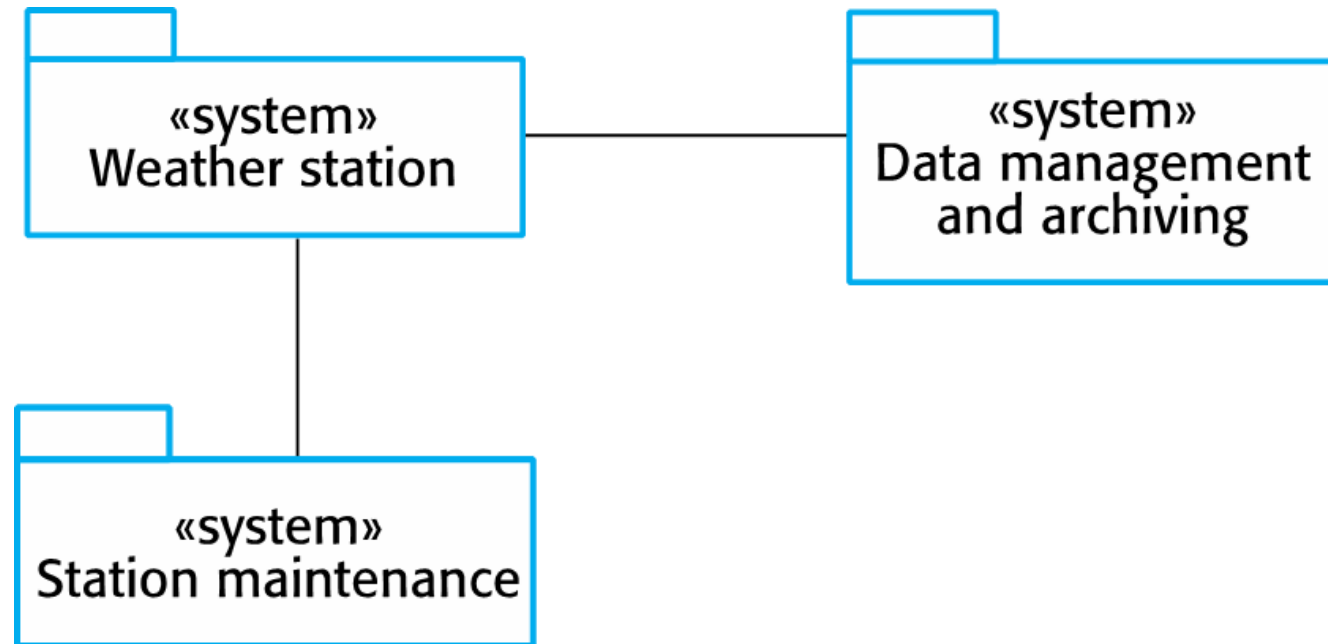 «system»
Weather station
«system»
Data management
and archiving
«system»
Station maintenance